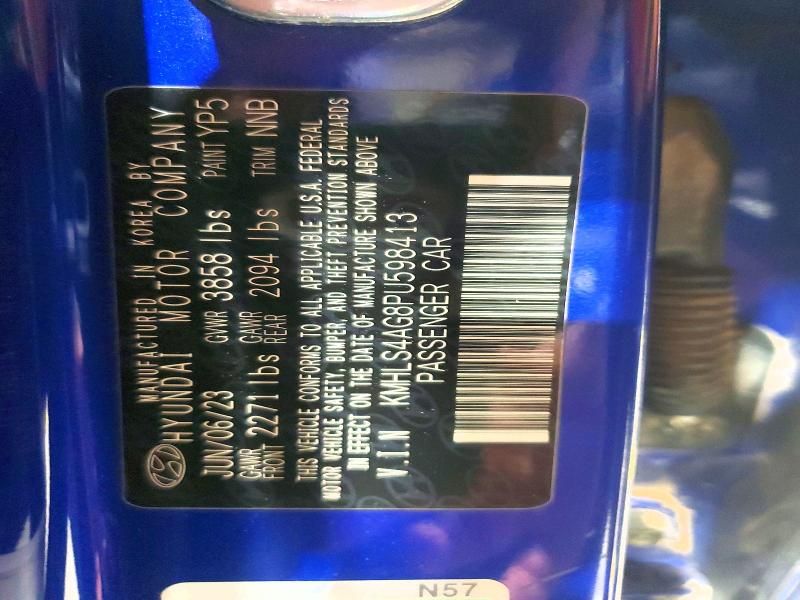 MANUFACTURED IN KOREA BY
HYUNDAI MOTOR COMPANY
JUN/06/23 GVWR 3858 lbs PAINT YP5
GAWR FRONT 2271 lbs GAWR REAR 2094 lbs TRIM NNB
THIS VEHICLE CONFORMS TO ALL APPLICABLE U.S.A. FEDERAL
MOTOR VEHICLE SAFETY, BUMPER, AND THEFT PREVENTION STANDARDS
IN EFFECT ON THE DATE OF MANUFACTURE SHOWN ABOVE
V.I.N KMHLS4AG8PU598413
PASSENGER CAR
N57